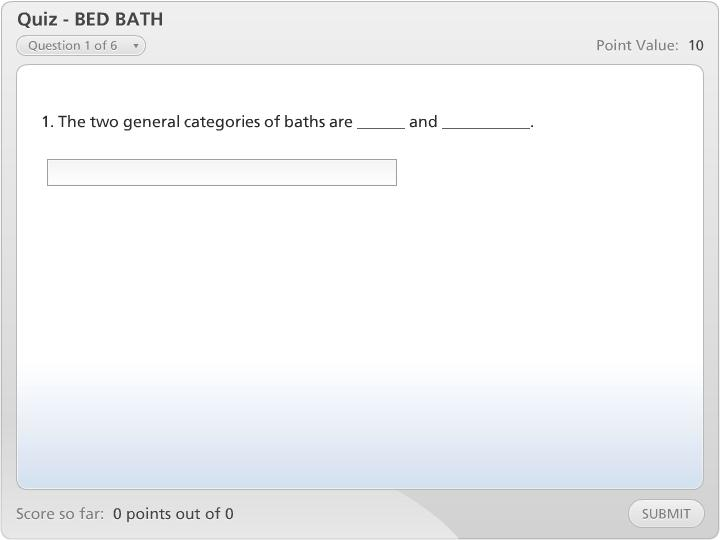 Quiz - BED BATH
Question 1 of 6
Point Value: 10
1. The two general categories of baths are ______ and ___________.
Score so far: 0 points out of 0
SUBMIT